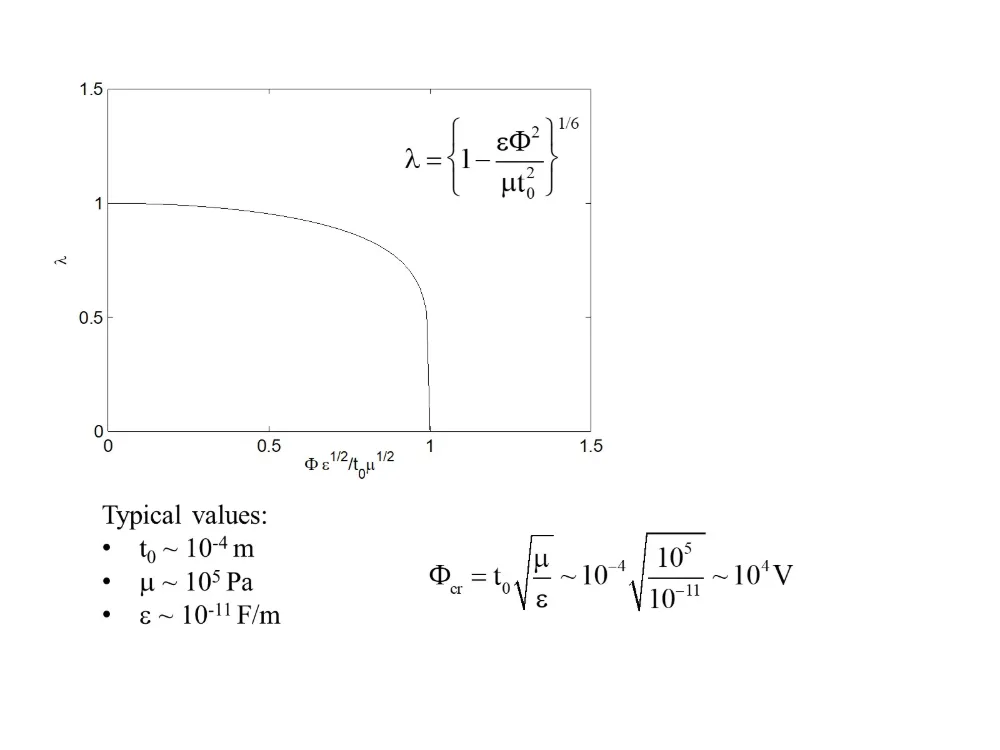 1.5
λ = {1 − εΦ²/μt₀²}^1/6
1
λ
0.5
0
0 0.5 1 1.5
Φ ε^1/2/t₀μ^1/2
Typical values:
• t₀ ~ 10⁻⁴ m
• μ ~ 10⁵ Pa
• ε ~ 10⁻¹¹ F/m
Φcr = t₀√(μ/ε) ~ 10⁻⁴√(10⁵/10⁻¹¹) ~ 10⁴ V